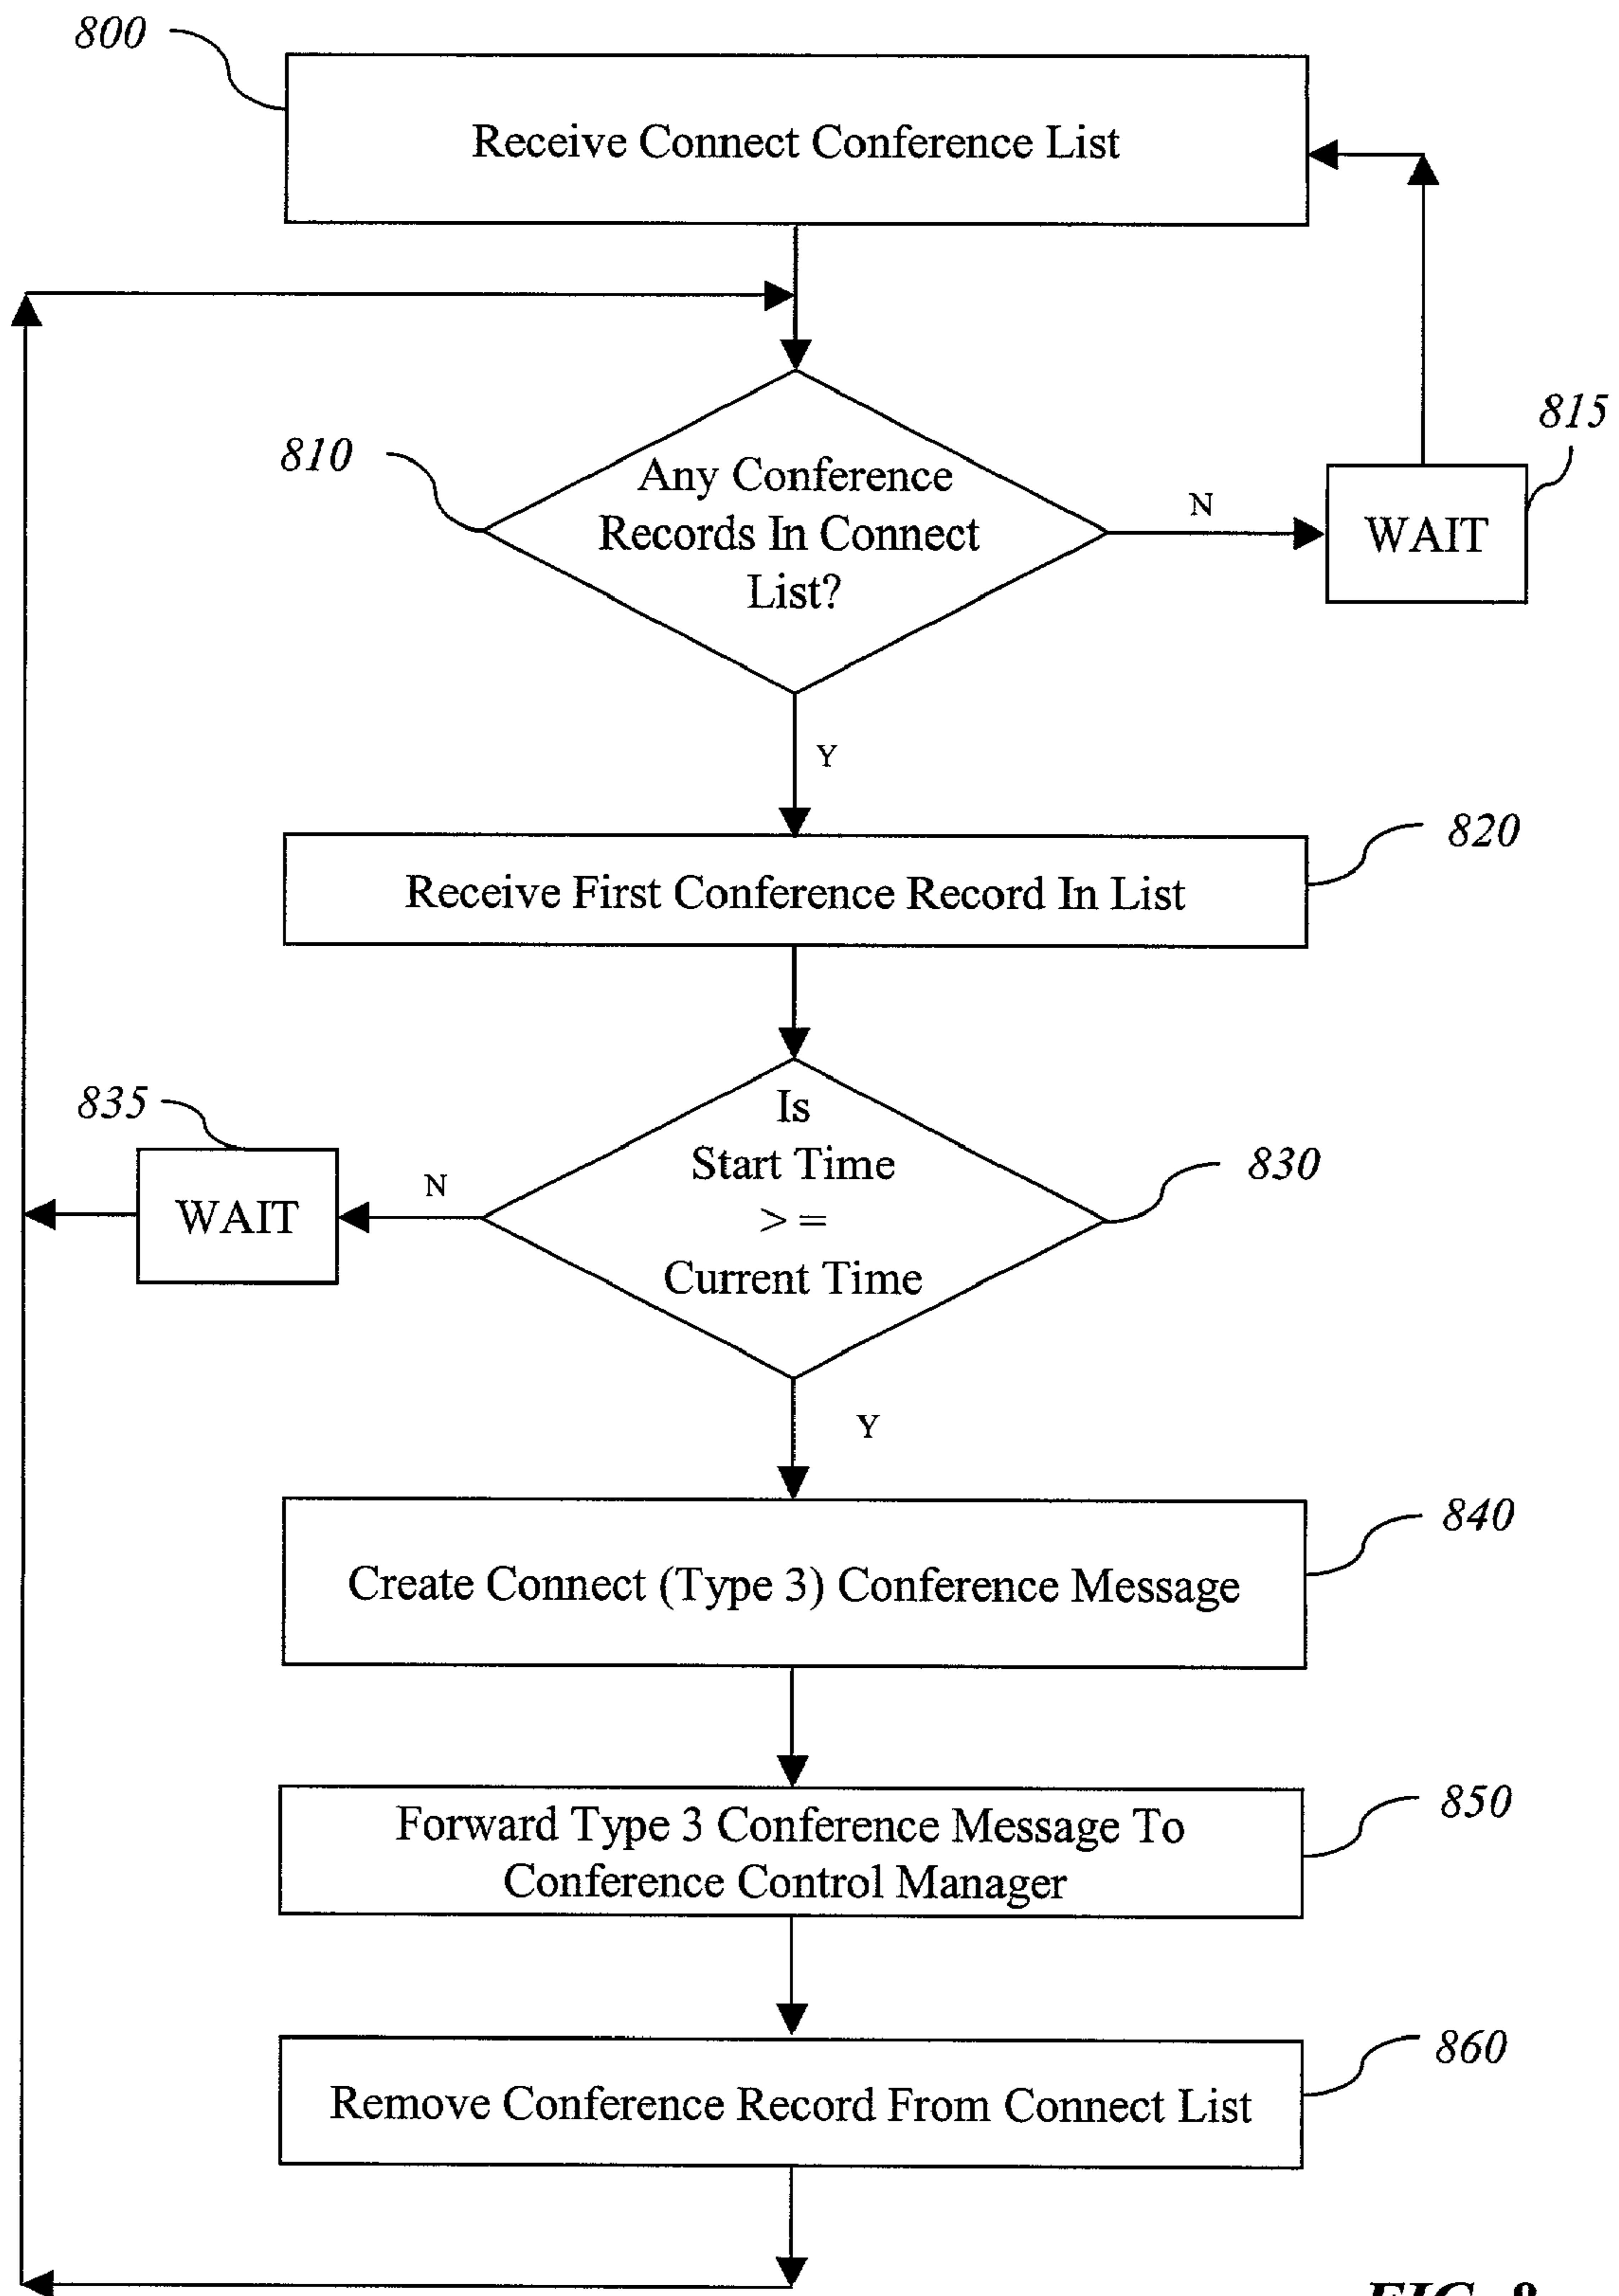 800
Receive Connect Conference List
810
Any Conference
Records In Connect
List?
N
815
WAIT
Y
820
Receive First Conference Record In List
835
WAIT
N
Is
Start Time
> =
Current Time
830
Y
840
Create Connect (Type 3) Conference Message
850
Forward Type 3 Conference Message To
Conference Control Manager
860
Remove Conference Record From Connect List
FIG. 8